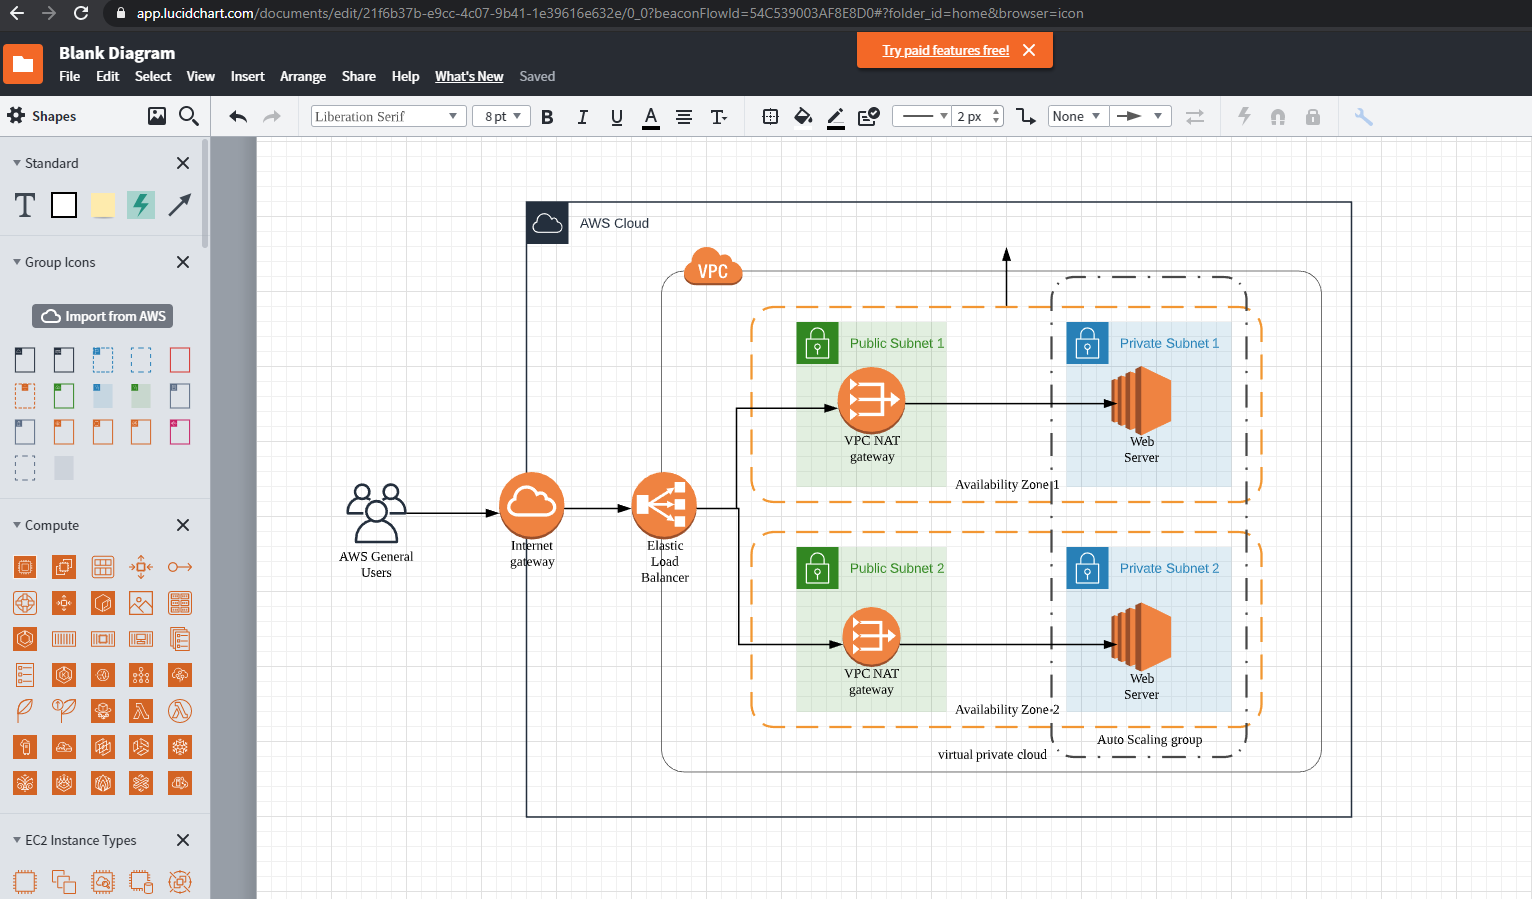 app.lucidchart.com/documents/edit/21f6b37b-e9cc-4c07-9b41-1e39616e632e/0_0?beaconFlowId=54C539003AF8E8D0#?folder_id=home&browser=icon
Blank Diagram
Try paid features free!
File Edit Select View Insert Arrange Share Help What's New Saved
Shapes
Liberation Serif
8 pt
B I U A T
2 px
None
Standard
T
Group Icons
Import from AWS
Compute
EC2 Instance Types
AWS Cloud
VPC
Public Subnet 1
Private Subnet 1
VPC NAT
gateway
Web
Server
Availability Zone 1
AWS General
Users
Internet
gateway
Elastic
Load
Balancer
Public Subnet 2
Private Subnet 2
VPC NAT
gateway
Web
Server
Availability Zone 2
Auto Scaling group
virtual private cloud